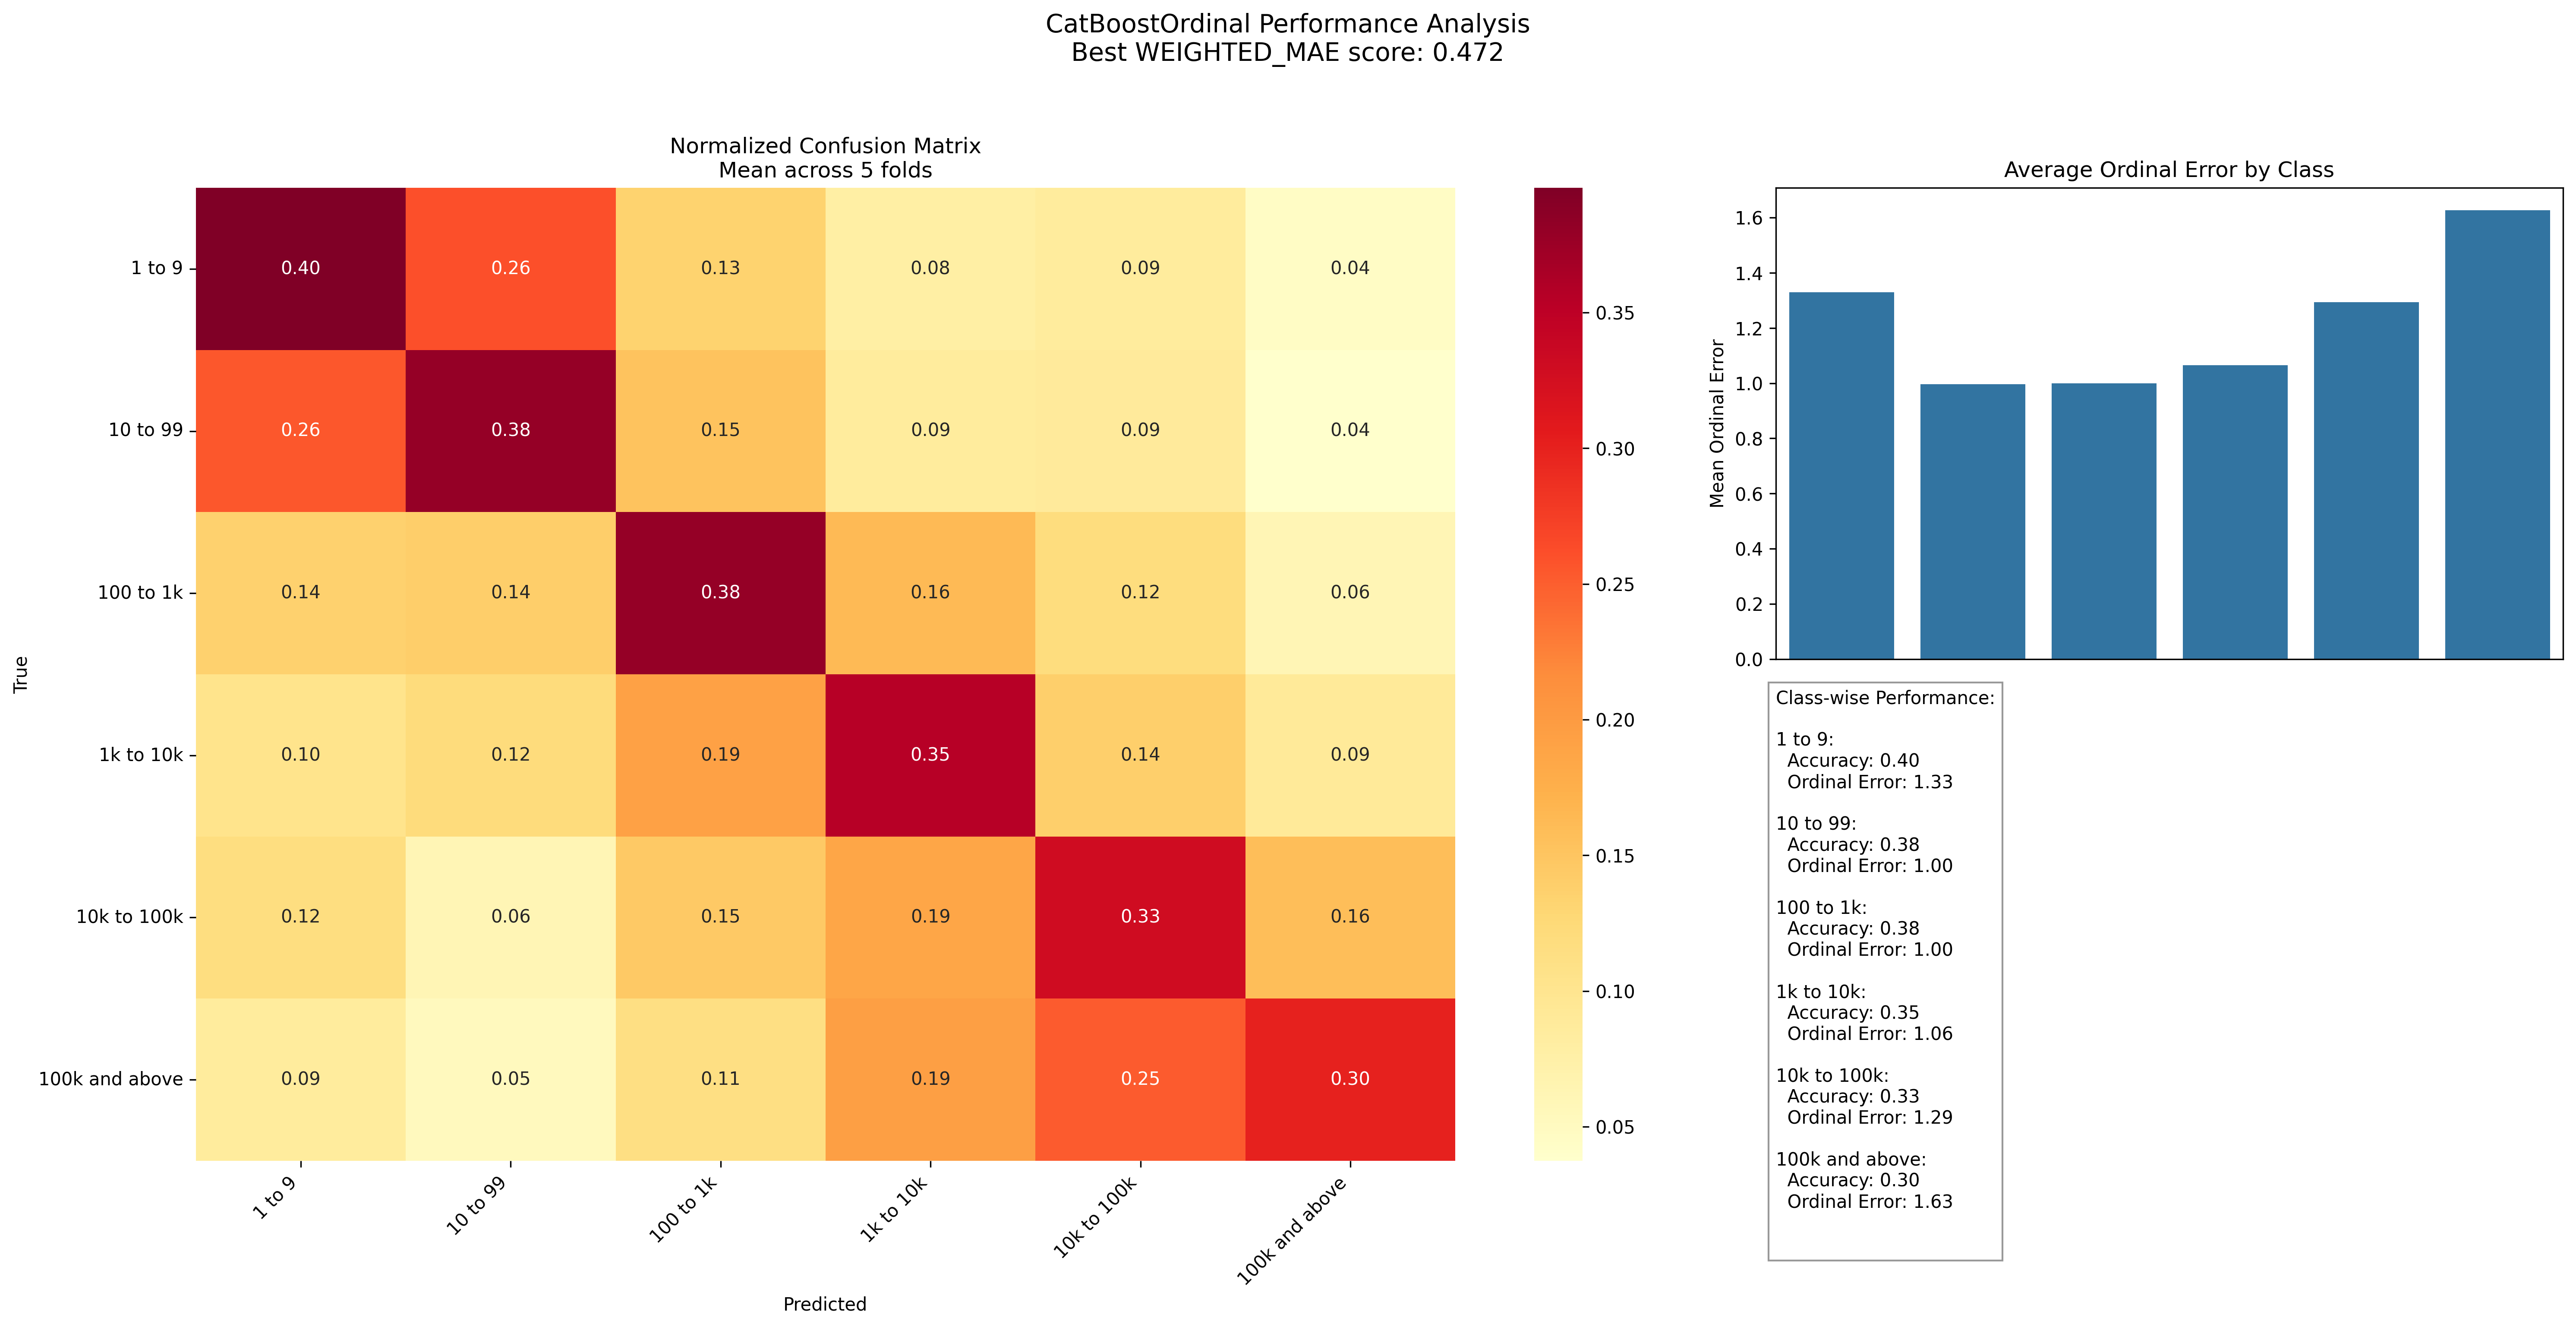 CatBoostOrdinal Performance Analysis
Best WEIGHTED_MAE score: 0.472
Normalized Confusion Matrix
Mean across 5 folds
True
1 to 9 0.40 0.26 0.13 0.08 0.09 0.04
10 to 99 0.26 0.38 0.15 0.09 0.09 0.04
100 to 1k 0.14 0.14 0.38 0.16 0.12 0.06
1k to 10k 0.10 0.12 0.19 0.35 0.14 0.09
10k to 100k 0.12 0.06 0.15 0.19 0.33 0.16
100k and above 0.09 0.05 0.11 0.19 0.25 0.30
1 to 9 10 to 99 100 to 1k 1k to 10k 10k to 100k 100k and above
Predicted
0.35
0.30
0.25
0.20
0.15
0.10
0.05
Average Ordinal Error by Class
Mean Ordinal Error
1.6
1.4
1.2
1.0
0.8
0.6
0.4
0.2
0.0
Class-wise Performance:
1 to 9:
Accuracy: 0.40
Ordinal Error: 1.33
10 to 99:
Accuracy: 0.38
Ordinal Error: 1.00
100 to 1k:
Accuracy: 0.38
Ordinal Error: 1.00
1k to 10k:
Accuracy: 0.35
Ordinal Error: 1.06
10k to 100k:
Accuracy: 0.33
Ordinal Error: 1.29
100k and above:
Accuracy: 0.30
Ordinal Error: 1.63